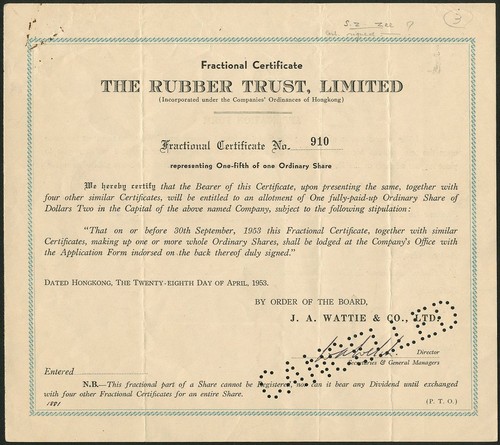 3
Fractional Certificate
THE RUBBER TRUST, LIMITED
(Incorporated under the Companies' Ordinances of Hongkong)
Fractional Certificate No. 910
representing One-fifth of one Ordinary Share
We hereby certify that the Bearer of this Certificate, upon presenting the same, together with
four other similar Certificates, will be entitled to an allotment of One fully-paid-up Ordinary Share of
Dollars Two in the Capital of the above named Company, subject to the following stipulation:
"That on or before 30th September, 1953 this Fractional Certificate, together with similar
Certificates, making up one or more whole Ordinary Shares, shall be lodged at the Company's Office with
the Application Form indorsed on the back thereof duly signed."
DATED HONGKONG, THE TWENTY-EIGHTH DAY OF APRIL, 1953.
BY ORDER OF THE BOARD,
J. A. WATTIE & CO., LTD.
CANCELLED
Director
Secretaries & General Managers
Entered
N.B.—This fractional part of a Share cannot be Registered, nor can it bear any Dividend until exchanged
with four other Fractional Certificates for an entire Share.
1881
(P. T. O.)